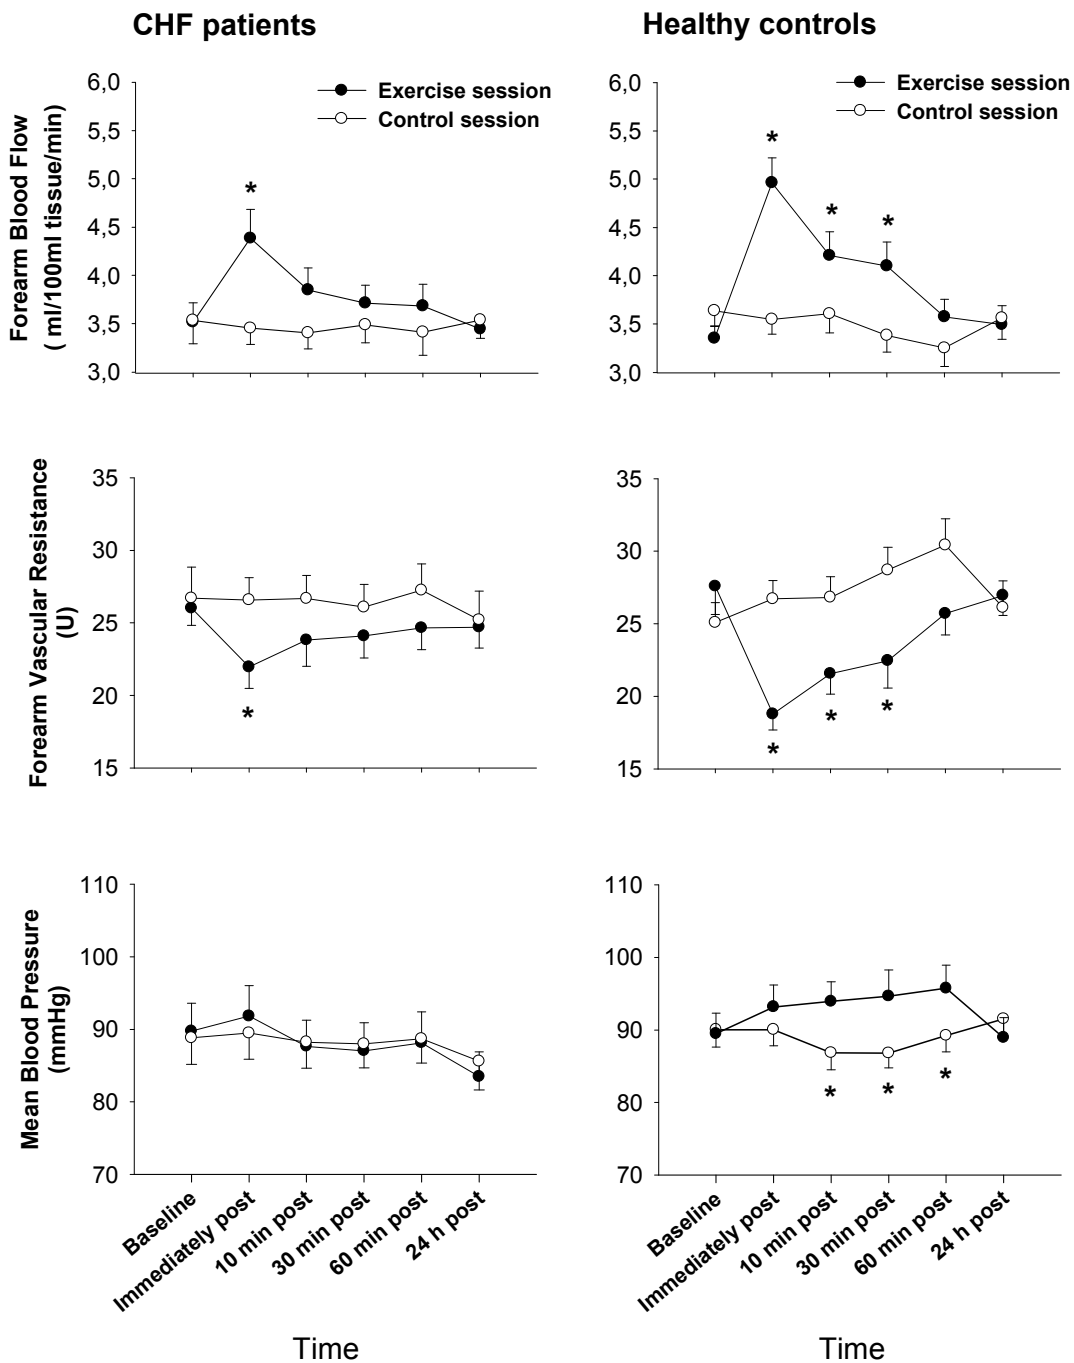 CHF patients
Healthy controls
Forearm Blood Flow
( ml/100ml tissue/min)
6,0
5,5
5,0
4,5
4,0
3,5
3,0
Exercise session
Control session
*
6,0
5,5
5,0
4,5
4,0
3,5
3,0
Exercise session
Control session
*
*
*
Forearm Vascular Resistance
(U)
35
30
25
20
15
*
35
30
25
20
15
*
*
*
Mean Blood Pressure
(mmHg)
110
100
90
80
70
110
100
90
80
70
*
*
*
Baseline
Immediately post
10 min post
30 min post
60 min post
24 h post
Baseline
Immediately post
10 min post
30 min post
60 min post
24 h post
Time
Time